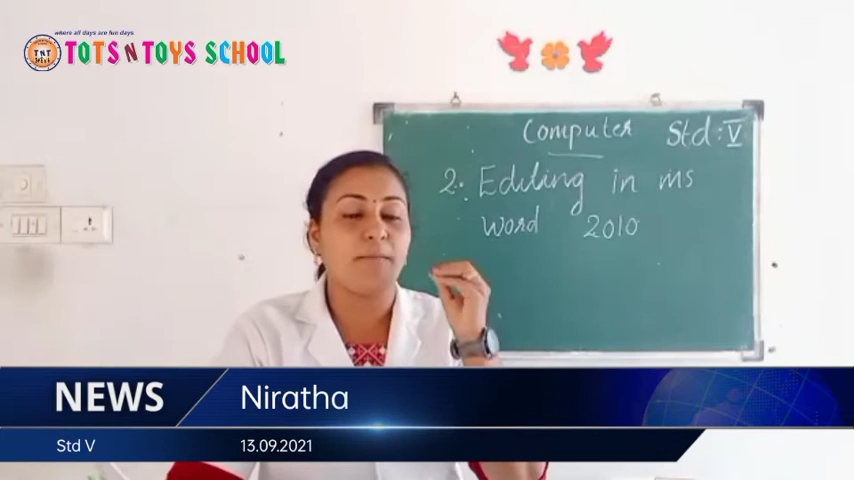 where all days are fun days
TNT
TOTS N TOYS SCHOOL
Computer Std: V
2. Editing in ms
Word 2010
NEWS Niratha
Std V 13.09.2021